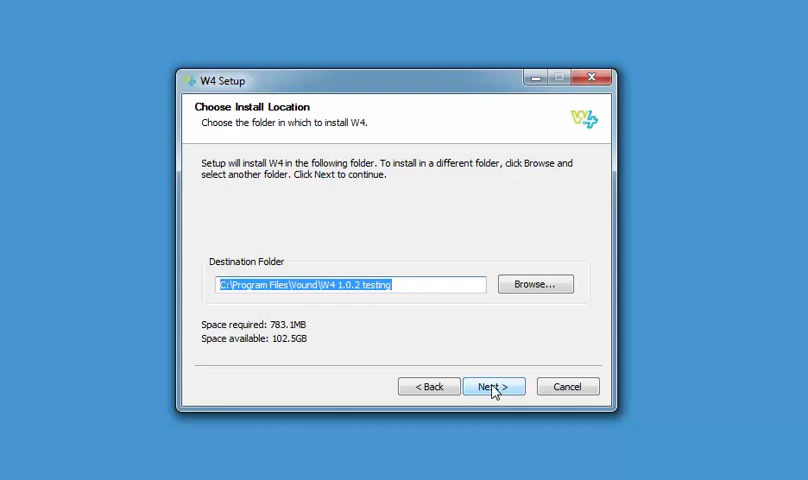 W4 Setup
Choose Install Location
Choose the folder in which to install W4.
W4
Setup will install W4 in the following folder. To install in a different folder, click Browse and
select another folder. Click Next to continue.
Destination Folder
C:\Program Files\Vound\W4 1.0.2 testing
Browse...
Space required: 783.1MB
Space available: 102.5GB
< Back
Next >
Cancel